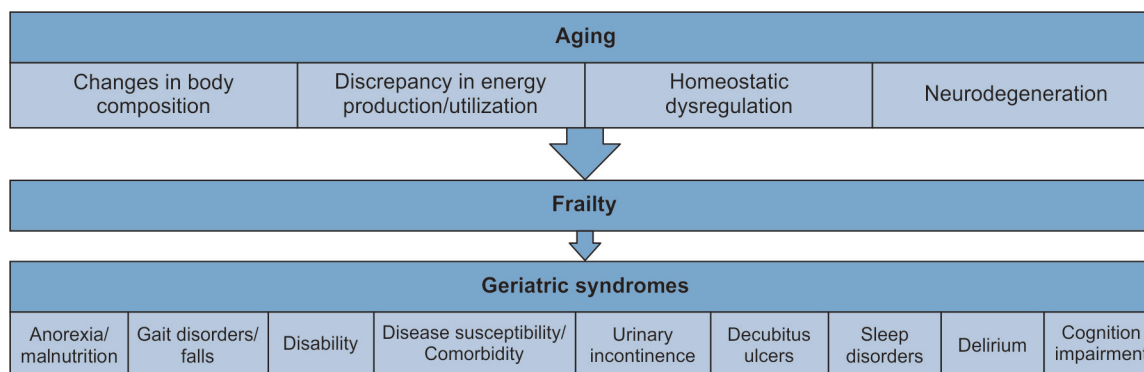 Aging
Changes in body
composition
Discrepancy in energy
production/utilization
Homeostatic
dysregulation
Neurodegeneration
Frailty
Geriatric syndromes
Anorexia/
malnutrition
Gait disorders/
falls
Disability
Disease susceptibility/
Comorbidity
Urinary
incontinence
Decubitus
ulcers
Sleep
disorders
Delirium
Cognition
impairment